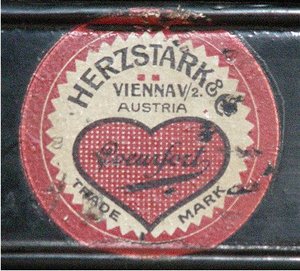 HERZSTARK & Co
VIENNA V/2.
AUSTRIA
TRADE MARK